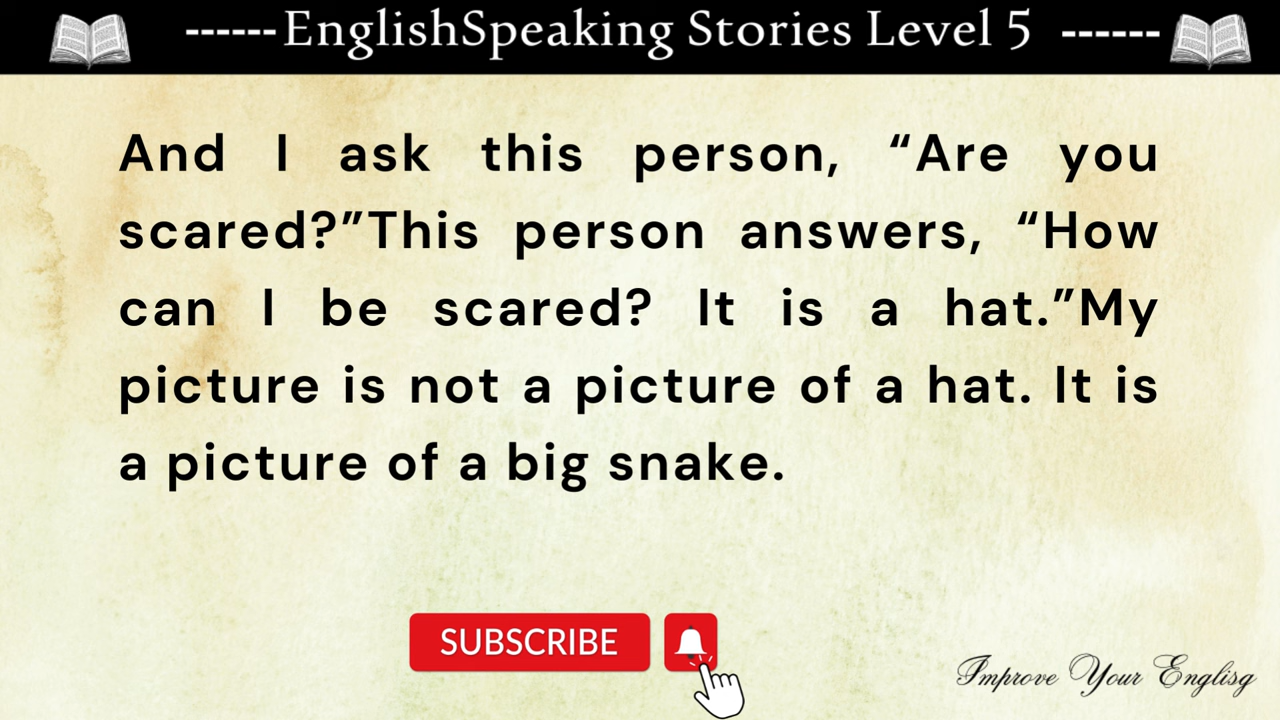 ------EnglishSpeaking Stories Level 5 ------
And I ask this person, “Are you
scared?”This person answers, “How
can I be scared? It is a hat.”My
picture is not a picture of a hat. It is
a picture of a big snake.
SUBSCRIBE
Improve Your Englisg